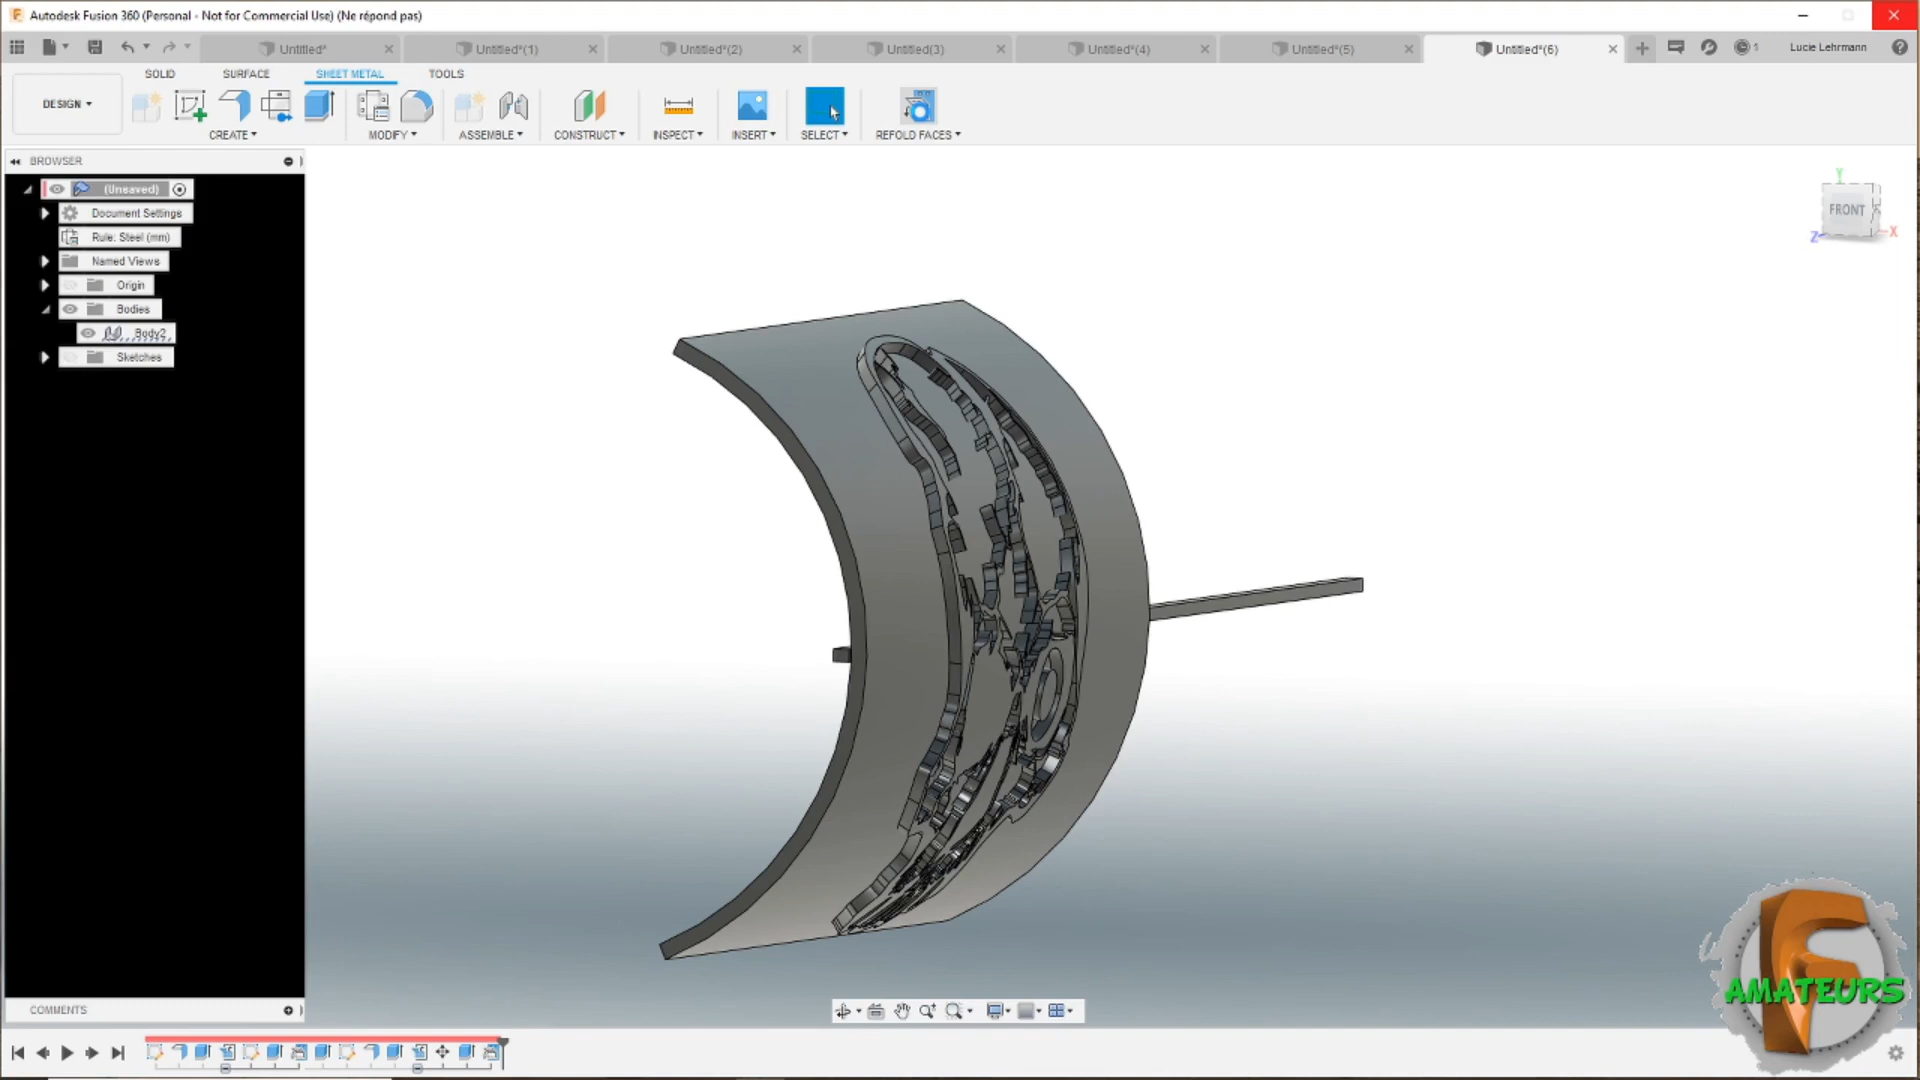 Autodesk Fusion 360 (Personal - Not for Commercial Use) (Ne répond pas)
Untitled*
Untitled*(1)
Untitled*(2)
Untitled(3)
Untitled*(4)
Untitled*(5)
Untitled*(6)
1
Lucie Lehrmann
SOLID
SURFACE
SHEET METAL
TOOLS
DESIGN
CREATE
MODIFY
ASSEMBLE
CONSTRUCT
INSPECT
INSERT
SELECT
REFOLD FACES
BROWSER
(Unsaved)
Document Settings
Rule: Steel (mm)
Named Views
Origin
Bodies
Body2
Sketches
Y
FRONT
Z
X
COMMENTS
F
AMATEURS